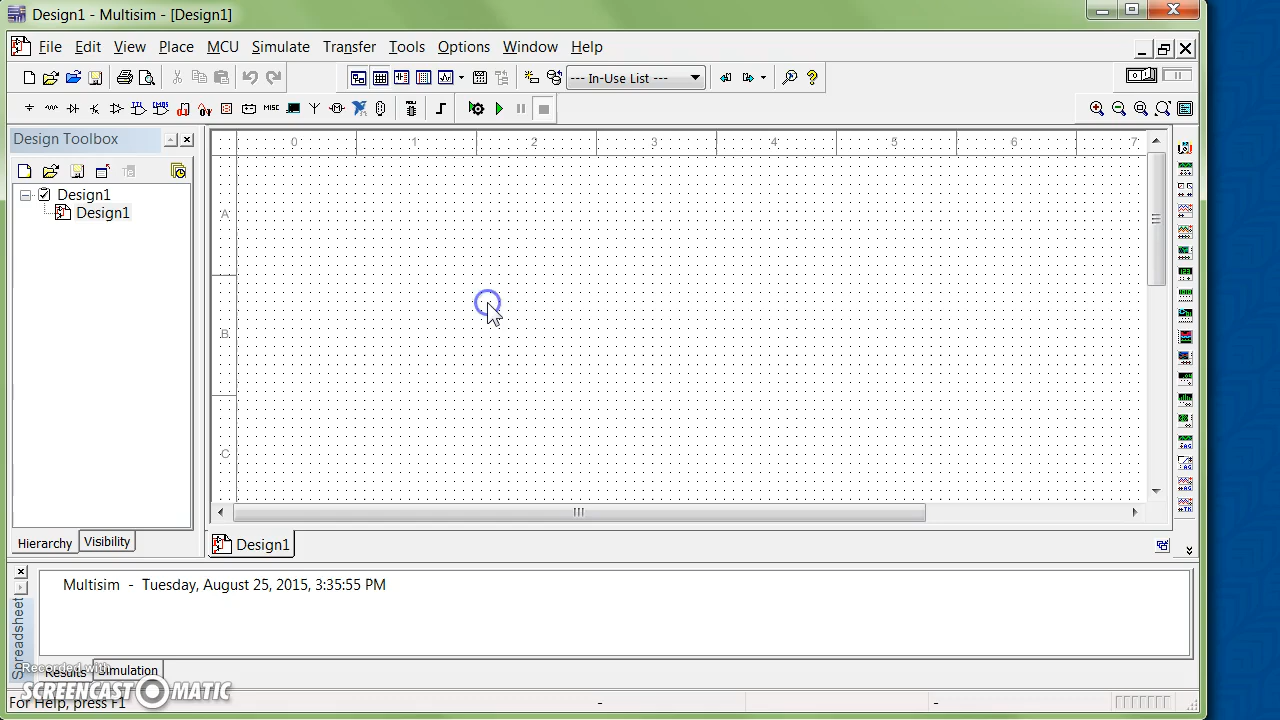 Design1 - Multisim - [Design1]
File Edit View Place MCU Simulate Transfer Tools Options Window Help
--- In-Use List ---
MISC
Design Toolbox
0 1 2 3 4 5 6 7
Design1
Design1
A
B
C
Hierarchy Visibility
Design1
Multisim - Tuesday, August 25, 2015, 3:35:55 PM
Spreadsheet
Results Simulation
Recorded with
SCREENCAST MATIC
For Help, press F1
- -